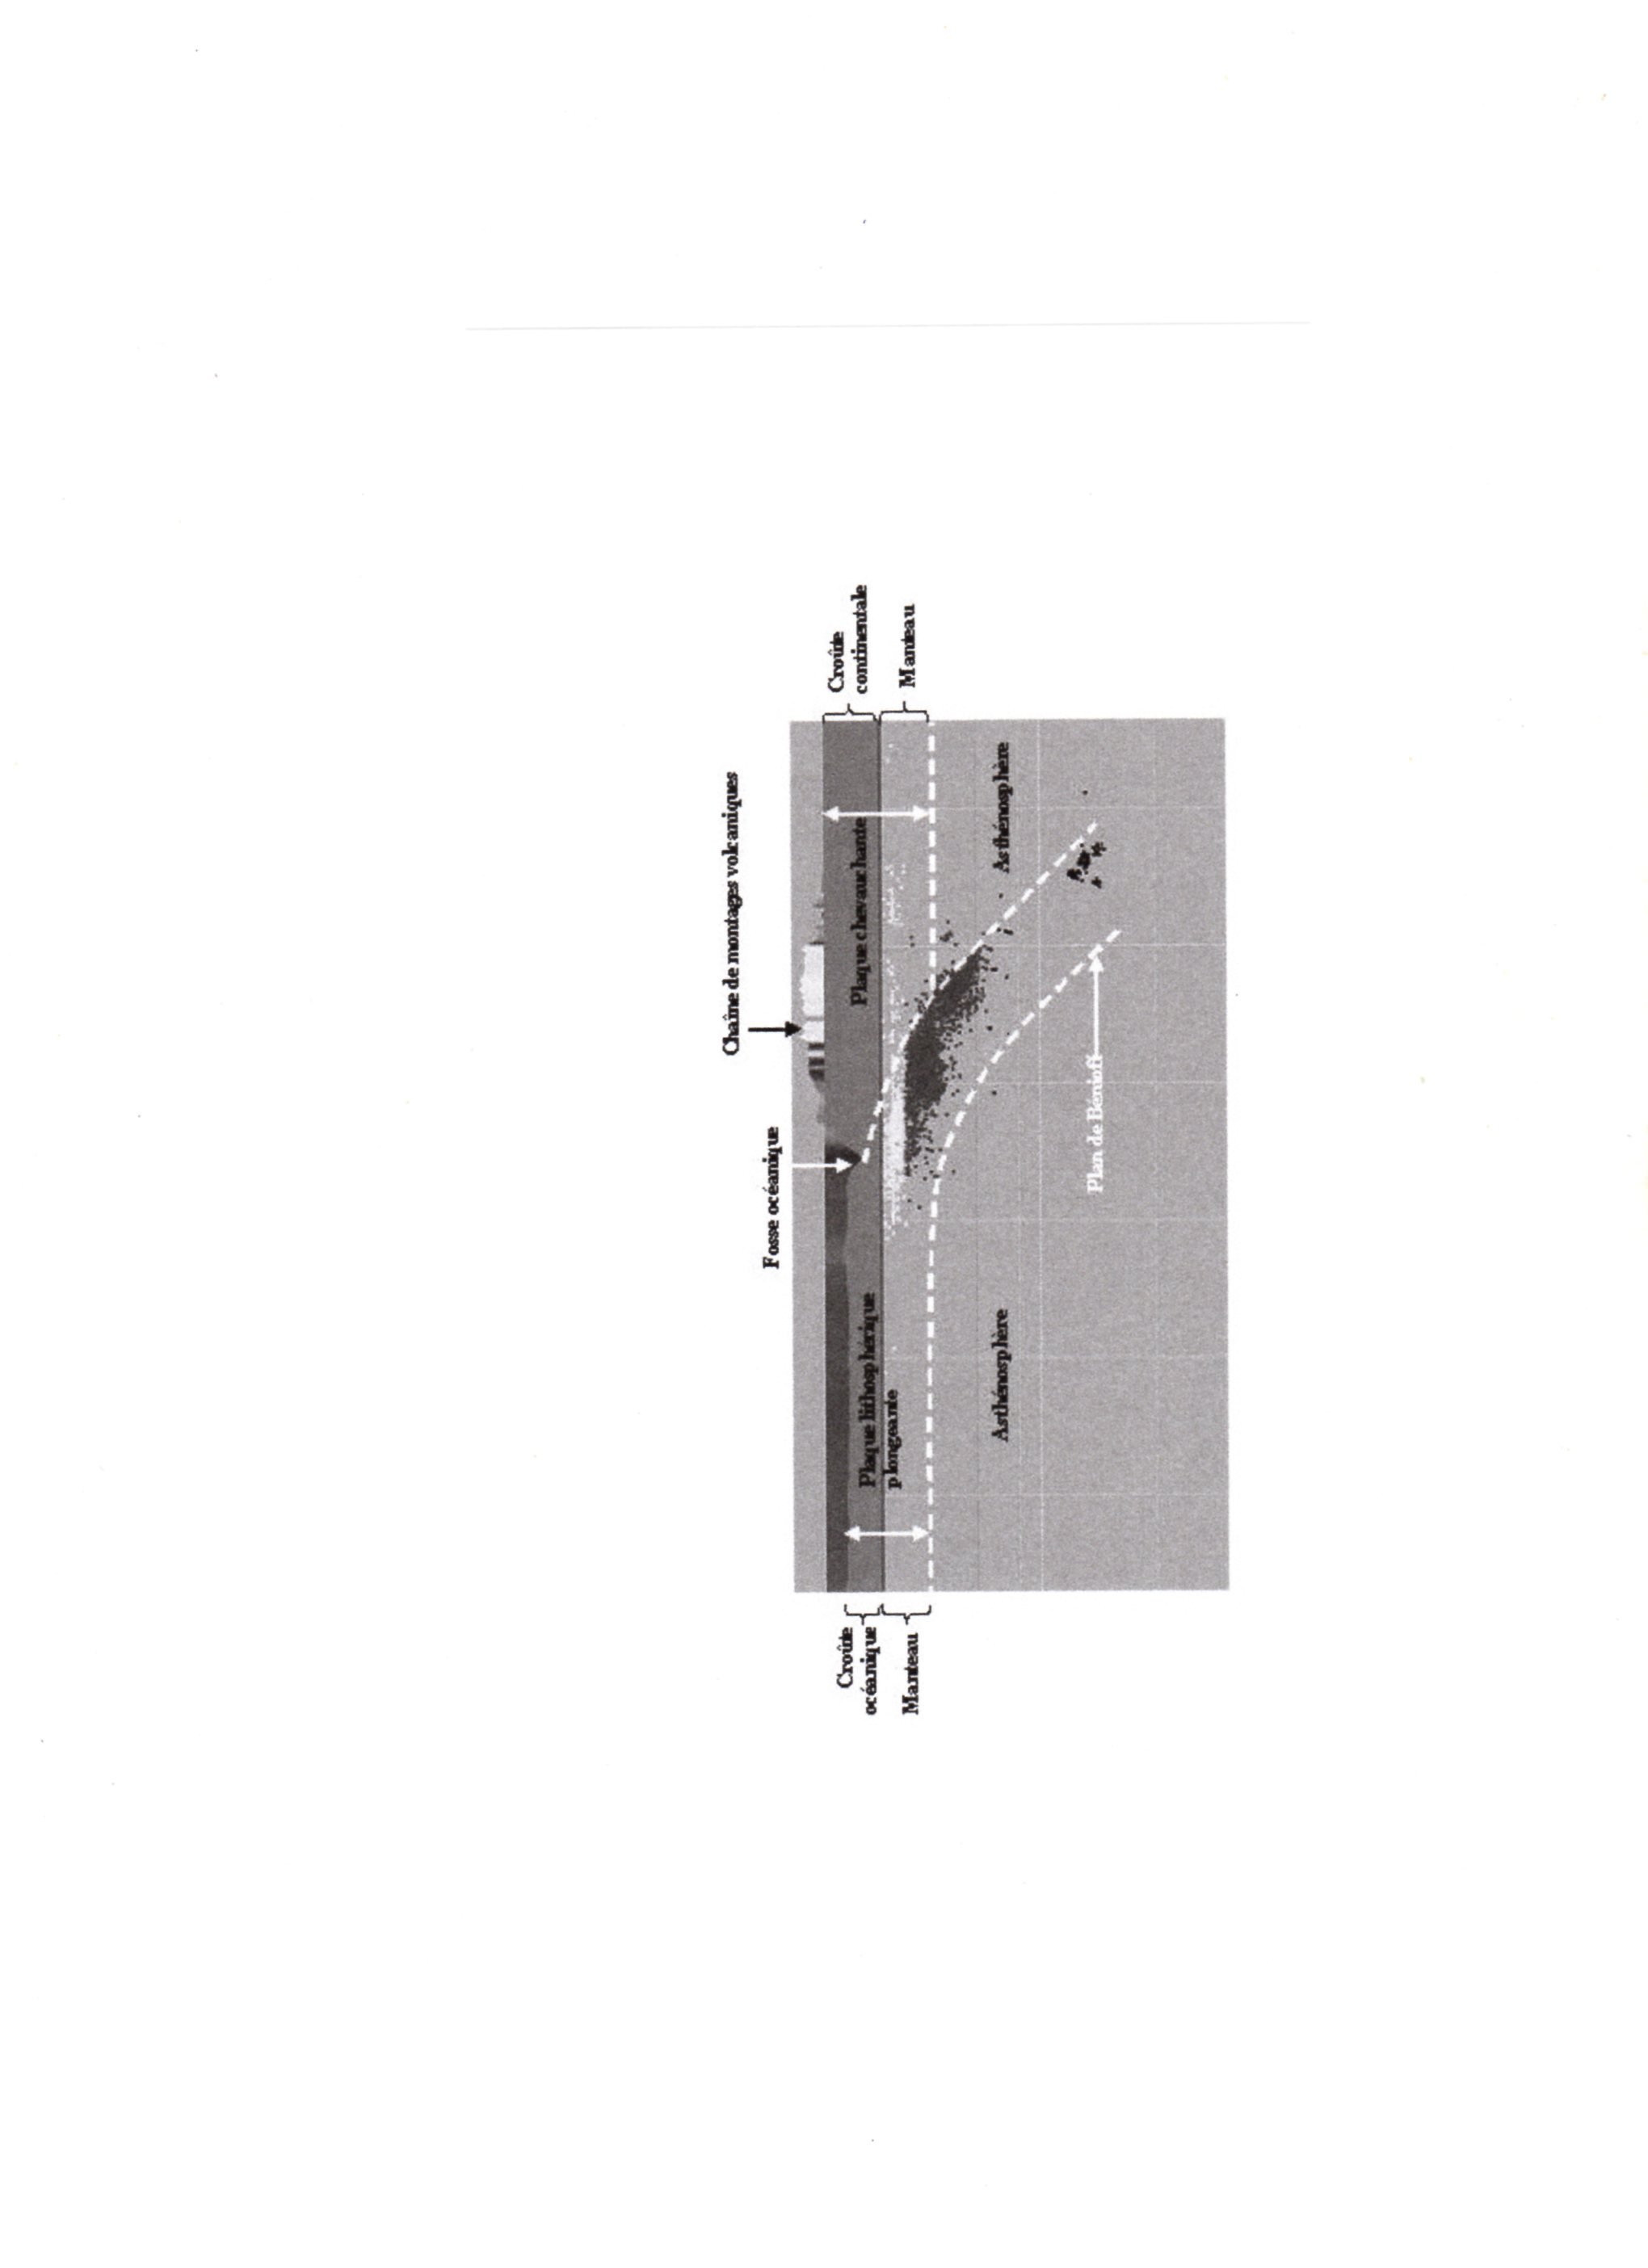 Chaîne de montages volcaniques
Fosse océanique
Croûte
continentale
Manteau
Plaque chevauchante
Plaque lithosphérique
plongeante
Croûte
océanique
Manteau
Asthénosphère
Asthénosphère
Plan de Bénioff